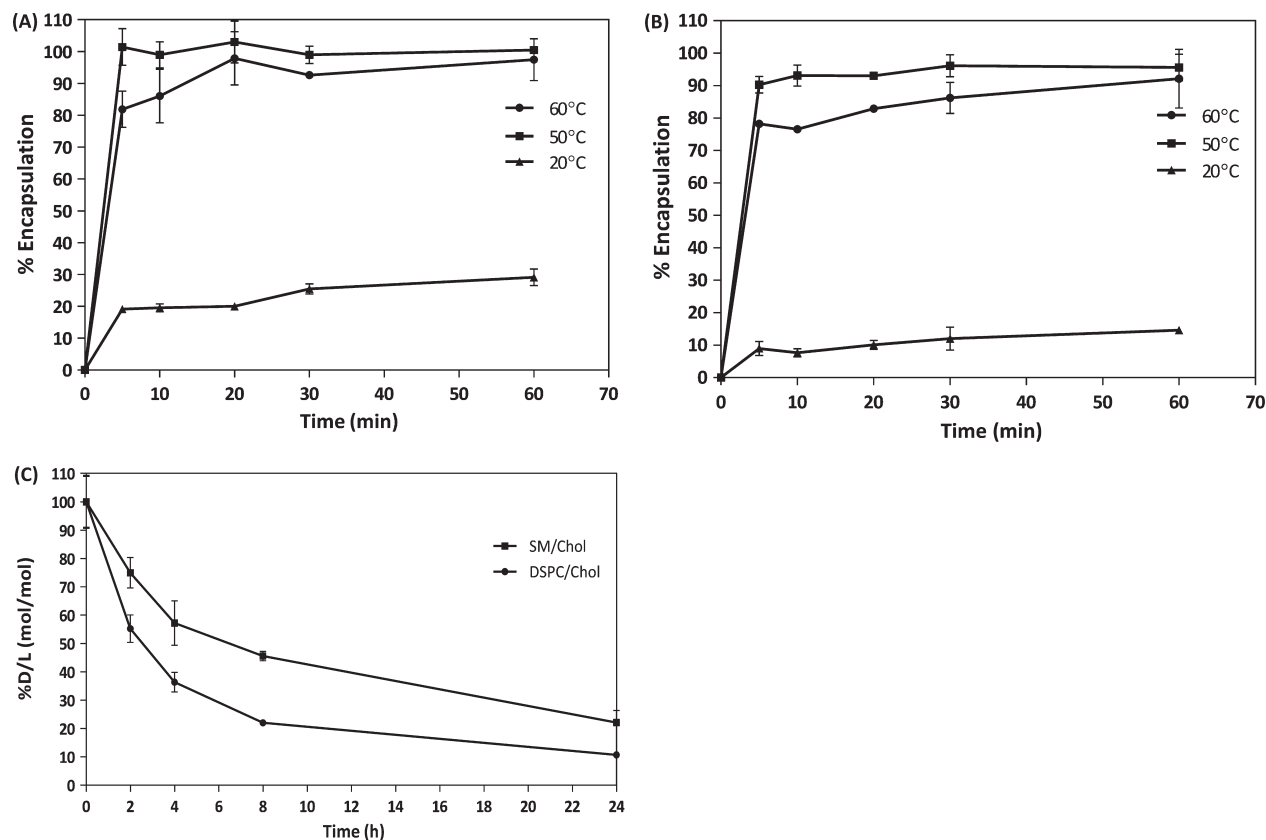 (A)
110
100
90
80
70
60
50
40
30
20
10
0
% Encapsulation
60°C
50°C
20°C
0 10 20 30 40 50 60 70
Time (min)
(B)
110
100
90
80
70
60
50
40
30
20
10
0
% Encapsulation
60°C
50°C
20°C
0 10 20 30 40 50 60 70
Time (min)
(C)
110
100
90
80
70
60
50
40
30
20
10
0
%D/L (mol/mol)
SM/Chol
DSPC/Chol
0 2 4 6 8 10 12 14 16 18 20 22 24
Time (h)